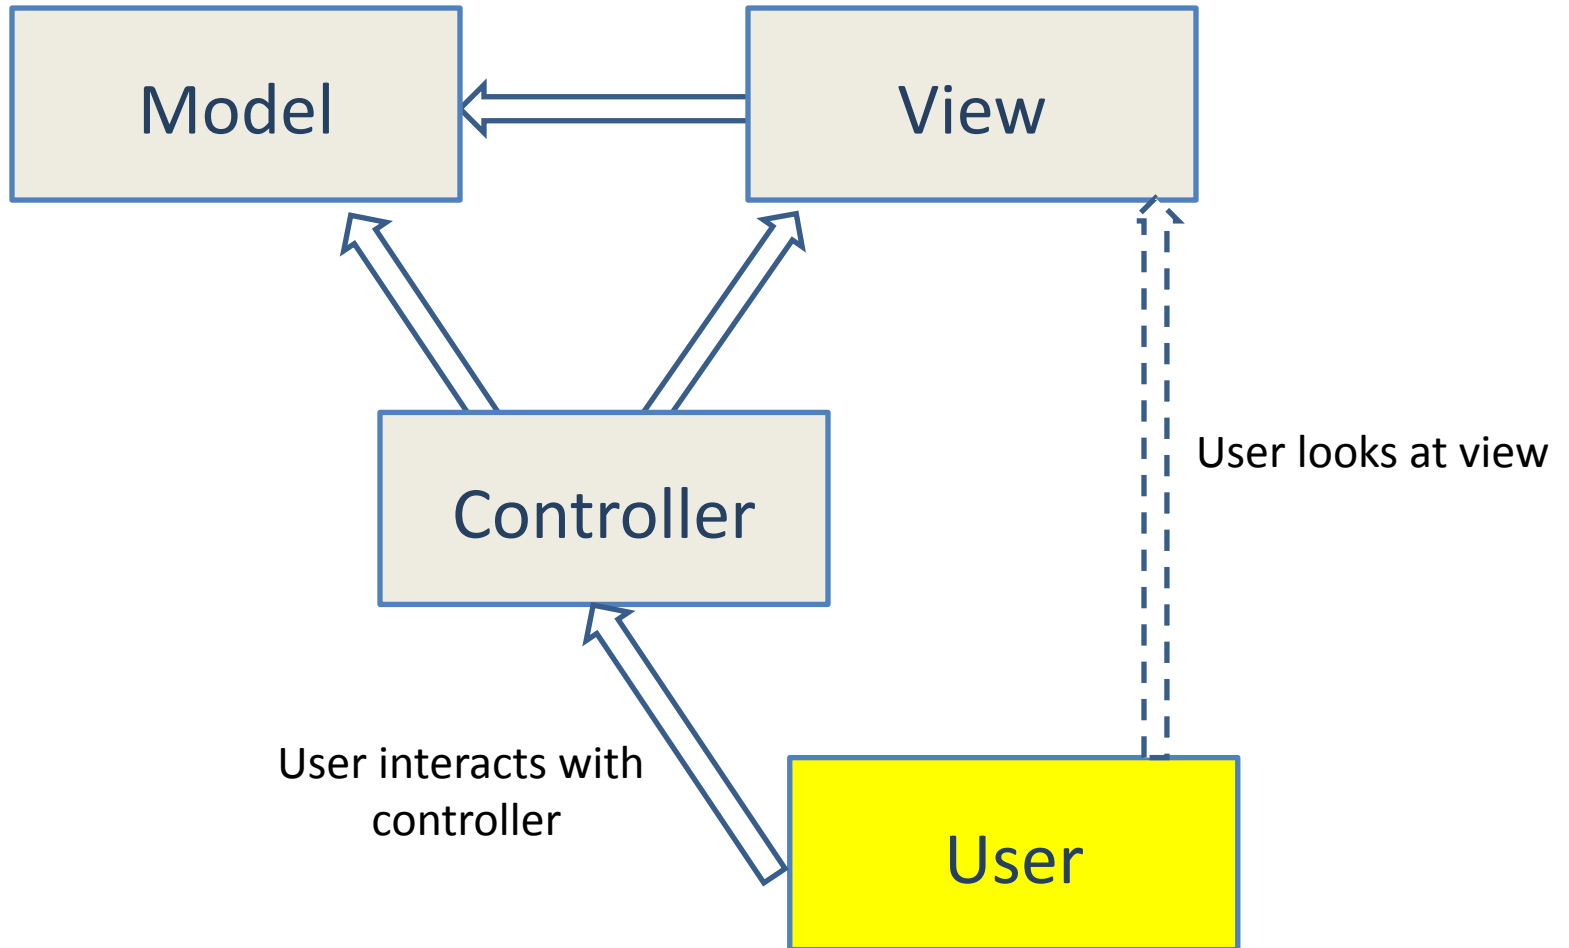 Model
View
Controller
User looks at view
User interacts with
controller
User